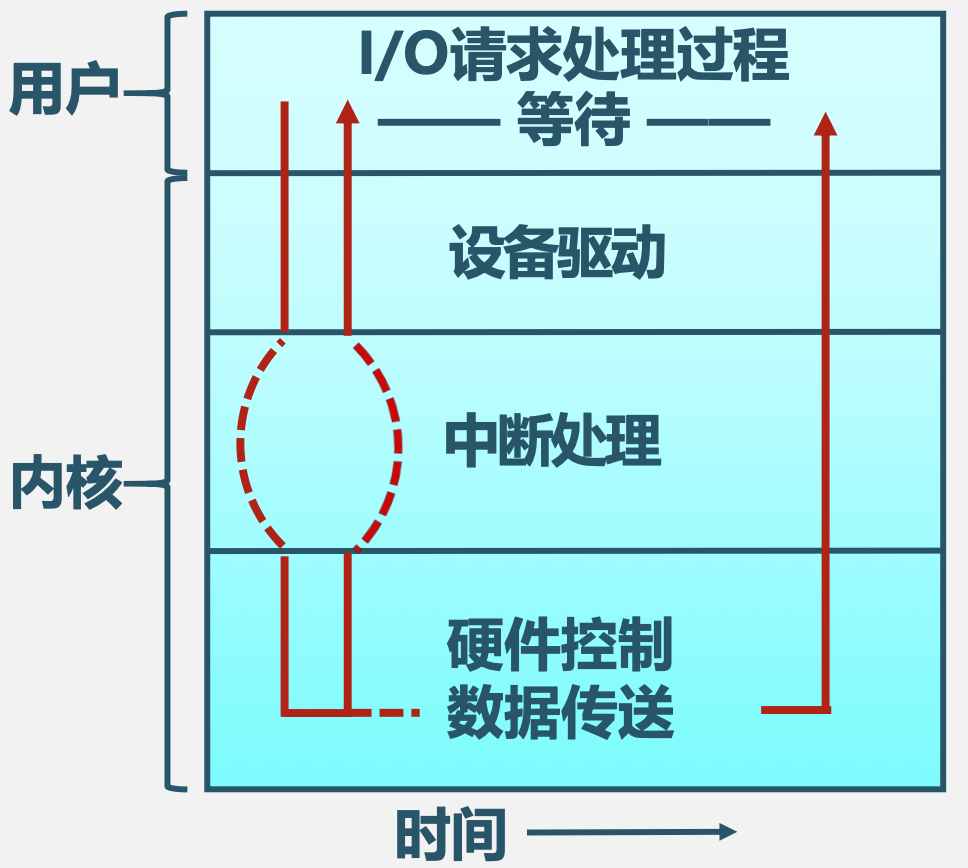 I/O请求处理过程
用户
等待
设备驱动
中断处理
内核
硬件控制
数据传送
时间